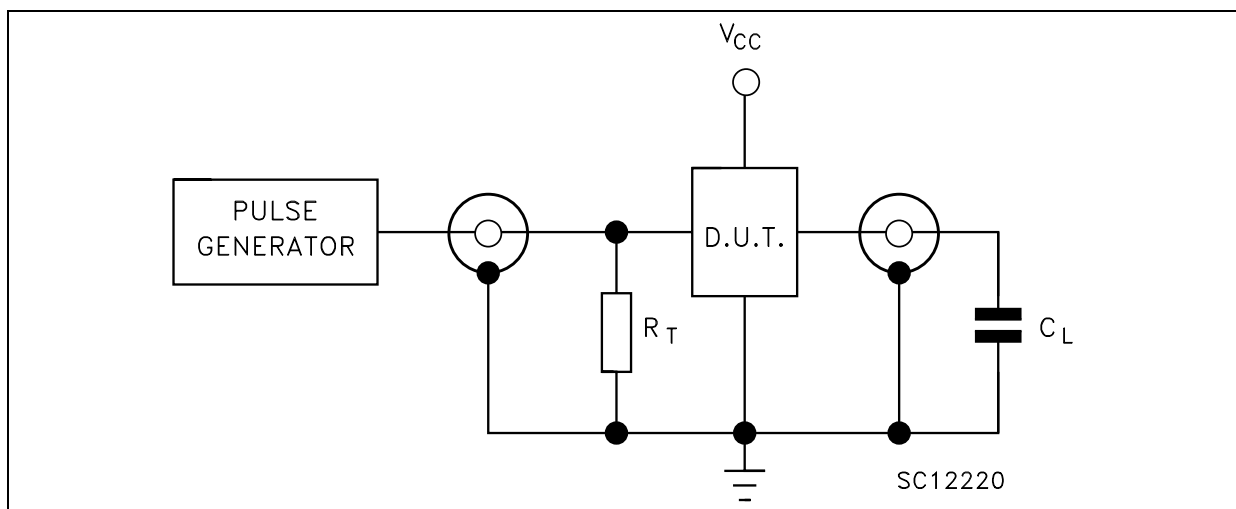 VCC
PULSE
GENERATOR
D.U.T.
RT
CL
SC12220